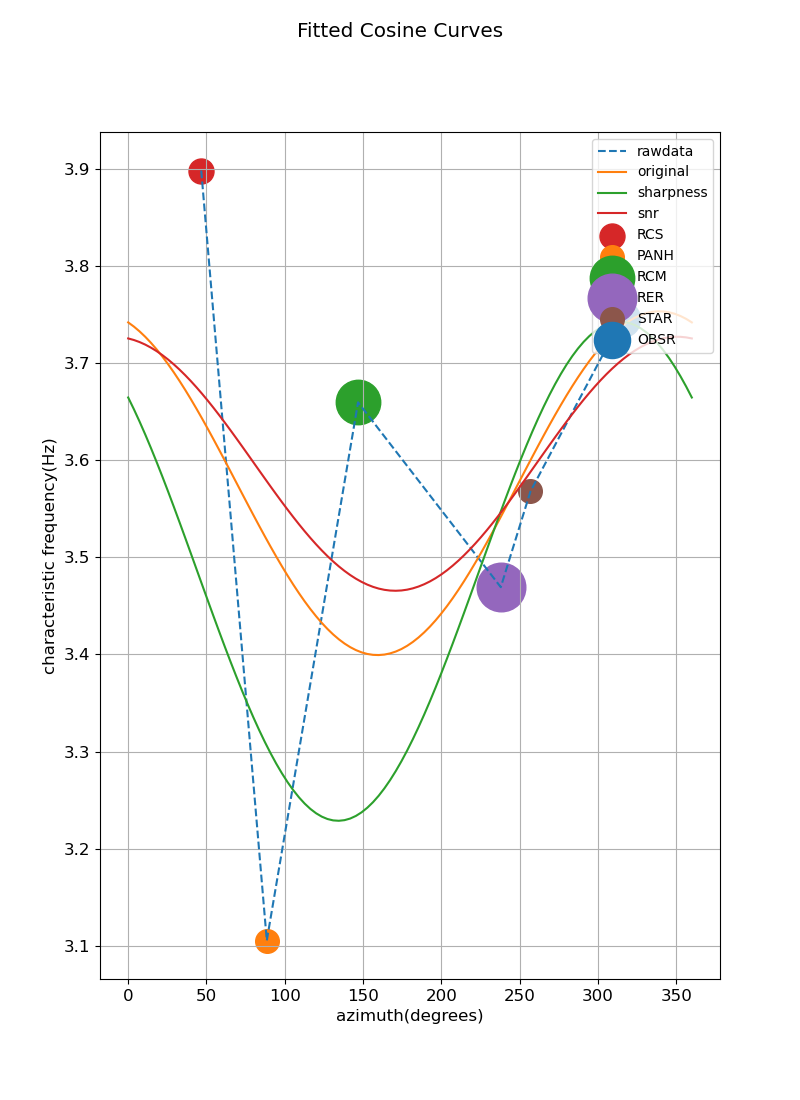 Fitted Cosine Curves
3.9
3.8
3.7
3.6
3.5
3.4
3.3
3.2
3.1
characteristic frequency(Hz)
rawdata
original
sharpness
snr
RCS
PANH
RCM
RER
STAR
OBSR
0 50 100 150 200 250 300 350
azimuth(degrees)